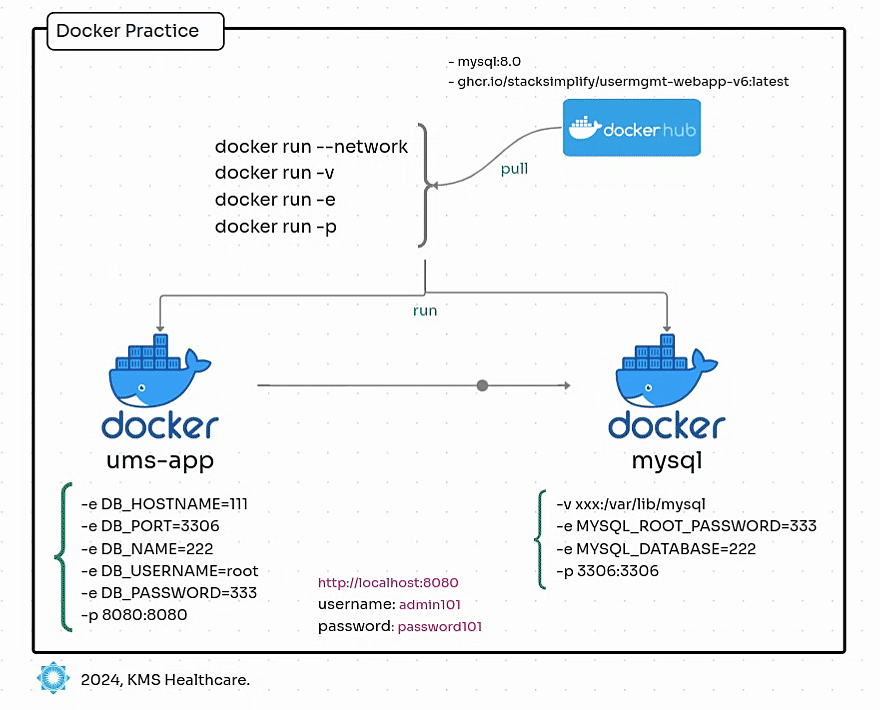 Docker Practice
- mysql:8.0
- ghcr.io/stacksimplify/usermgmt-webapp-v6:latest
docker hub
docker run --network
docker run -v
docker run -e
docker run -p
pull
run
docker
ums-app
docker
mysql
-e DB_HOSTNAME=111
-e DB_PORT=3306
-e DB_NAME=222
-e DB_USERNAME=root
-e DB_PASSWORD=333
-p 8080:8080
-v xxx:/var/lib/mysql
-e MYSQL_ROOT_PASSWORD=333
-e MYSQL_DATABASE=222
-p 3306:3306
http://localhost:8080
username: admin101
password: password101
2024, KMS Healthcare.